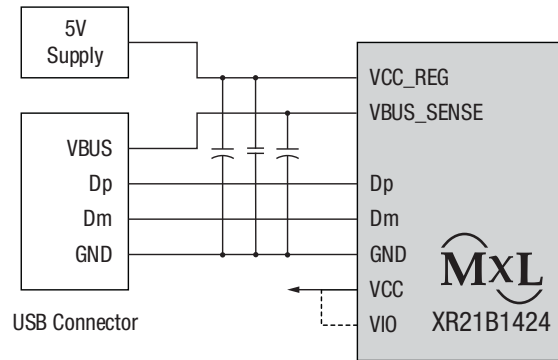 5V
Supply
VCC_REG
VBUS_SENSE
VBUS
Dp
Dm
GND
Dp
Dm
GND
VCC
VIO
MxL
XR21B1424
USB Connector